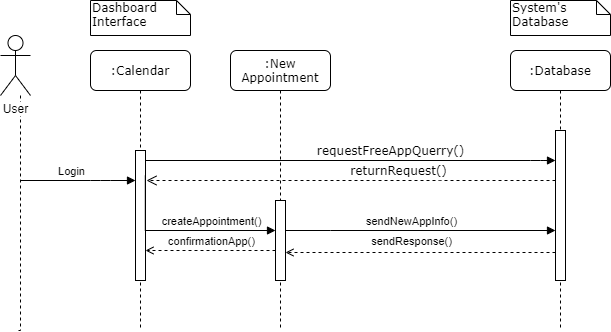 Dashboard
Interface
System's
Database
:Calendar
:New
Appointment
:Database
User
requestFreeAppQuerry()
Login
returnRequest()
createAppointment()
sendNewAppInfo()
confirmationApp()
sendResponse()